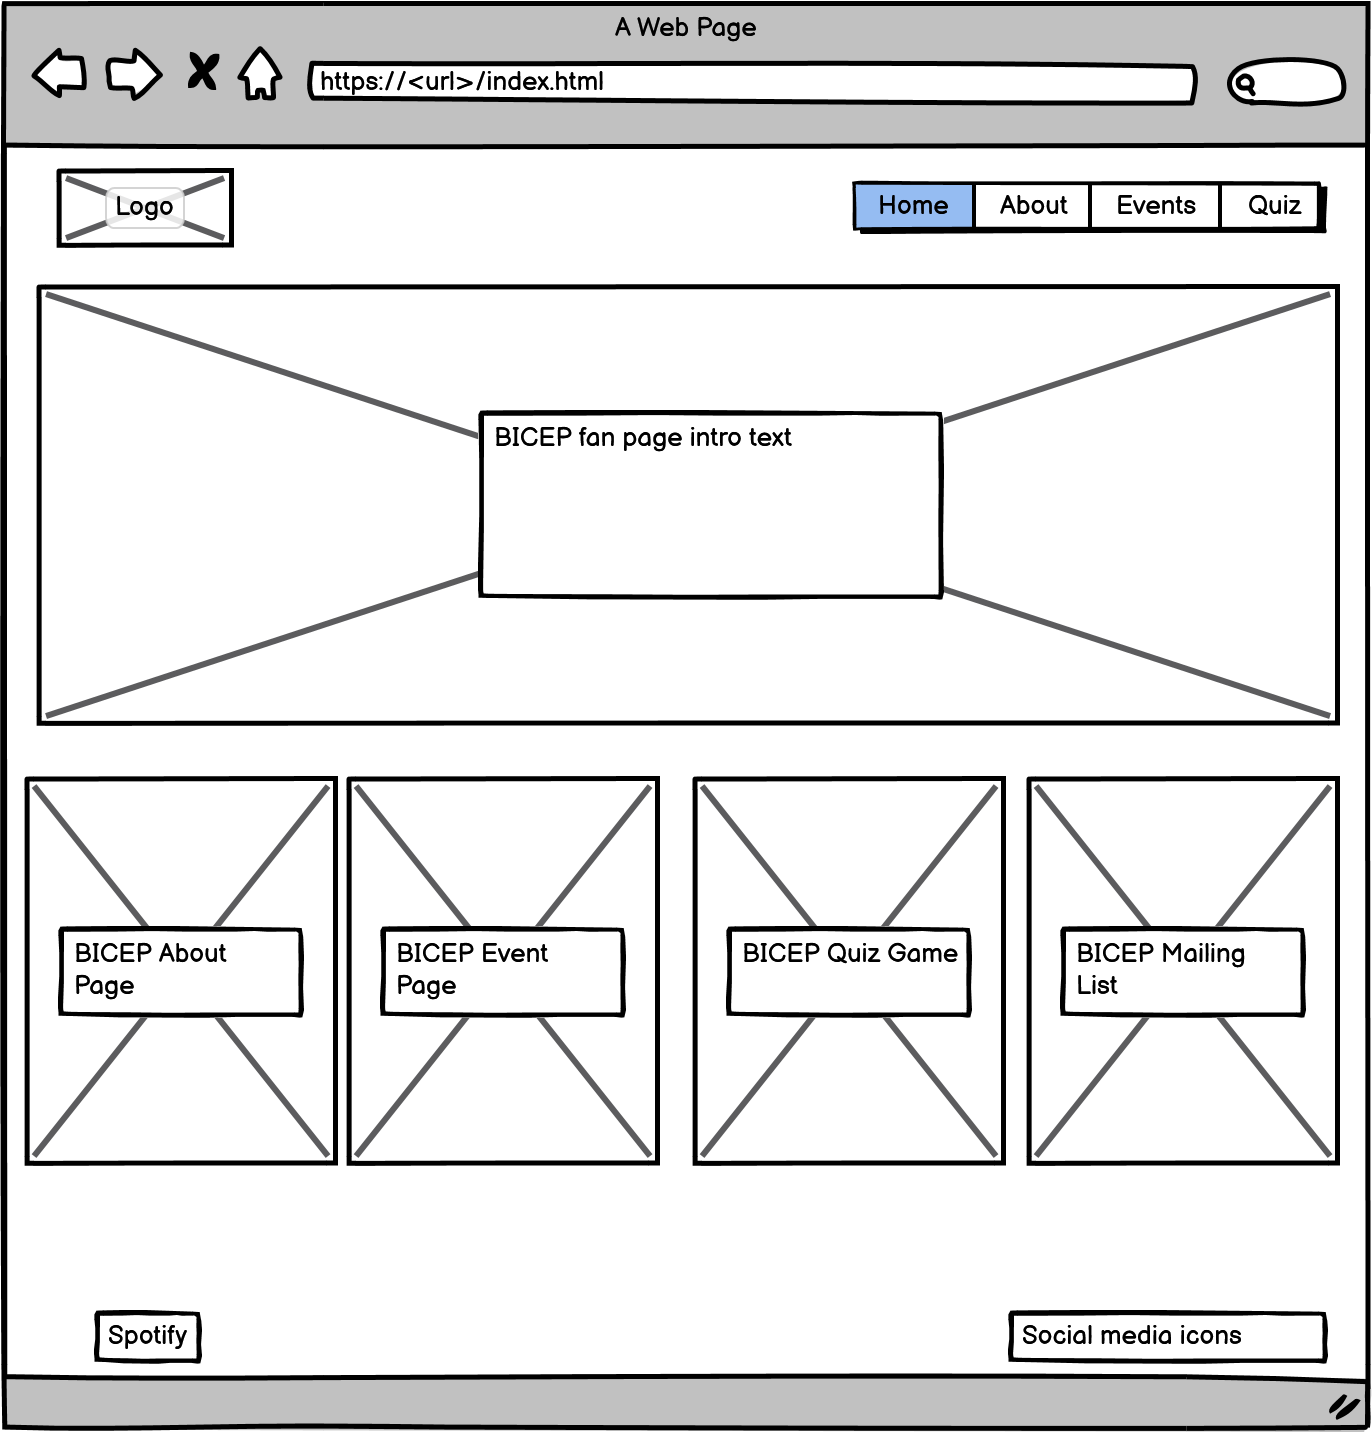 A Web Page
https://<url>/index.html
Logo
Home About Events Quiz
BICEP fan page intro text
BICEP About
Page
BICEP Event
Page
BICEP Quiz Game
BICEP Mailing
List
Spotify
Social media icons